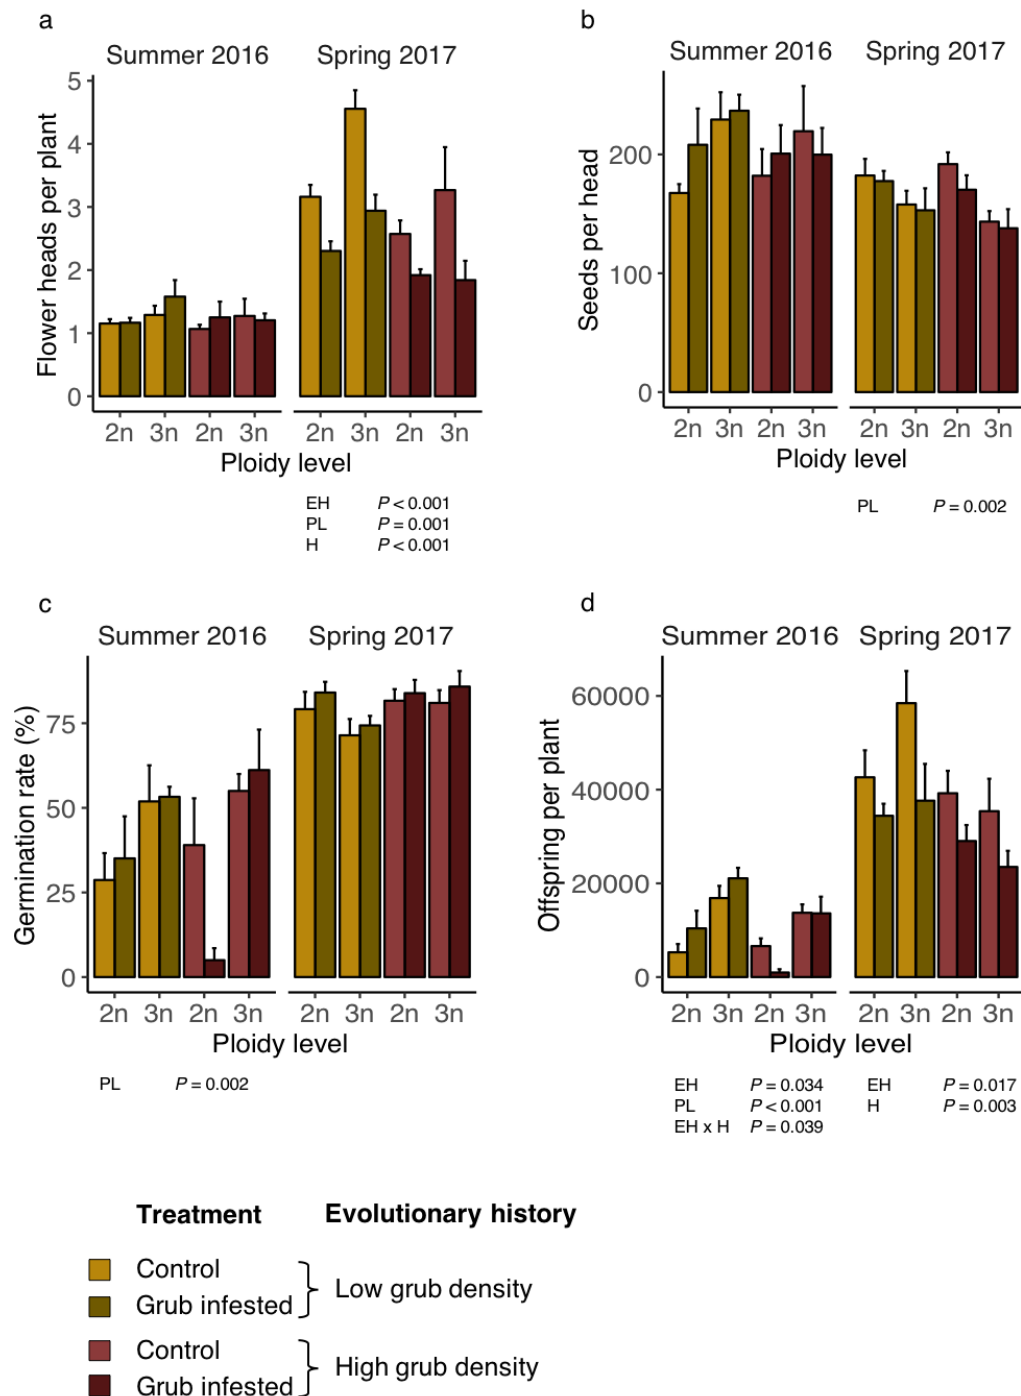 a
Summer 2016 Spring 2017
Flower heads per plant
5
4
3
2
1
0
2n 3n 2n 3n 2n 3n 2n 3n
Ploidy level
EH P < 0.001
PL P = 0.001
H P < 0.001
b
Summer 2016 Spring 2017
Seeds per head
200
100
0
2n 3n 2n 3n 2n 3n 2n 3n
Ploidy level
PL P = 0.002
c
Summer 2016 Spring 2017
Germination rate (%)
75
50
25
0
2n 3n 2n 3n 2n 3n 2n 3n
Ploidy level
PL P = 0.002
d
Summer 2016 Spring 2017
Offspring per plant
60000
40000
20000
0
2n 3n 2n 3n 2n 3n 2n 3n
Ploidy level
EH P = 0.034 EH P = 0.017
PL P < 0.001 H P = 0.003
EH x H P = 0.039
Treatment Evolutionary history
Control
Grub infested
Low grub density
Control
Grub infested
High grub density